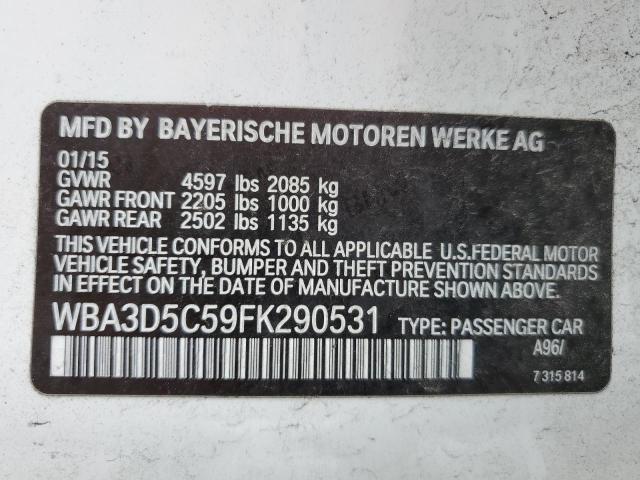 MFD BY BAYERISCHE MOTOREN WERKE AG
01/15
GVWR 4597 lbs 2085 kg
GAWR FRONT 2205 lbs 1000 kg
GAWR REAR 2502 lbs 1135 kg
THIS VEHICLE CONFORMS TO ALL APPLICABLE U.S.FEDERAL MOTOR
VEHICLE SAFETY, BUMPER AND THEFT PREVENTION STANDARDS
IN EFFECT ON THE DATE OF MANUFACTURE SHOWN ABOVE.
WBA3D5C59FK290531 TYPE: PASSENGER CAR
A96/
7 315 814